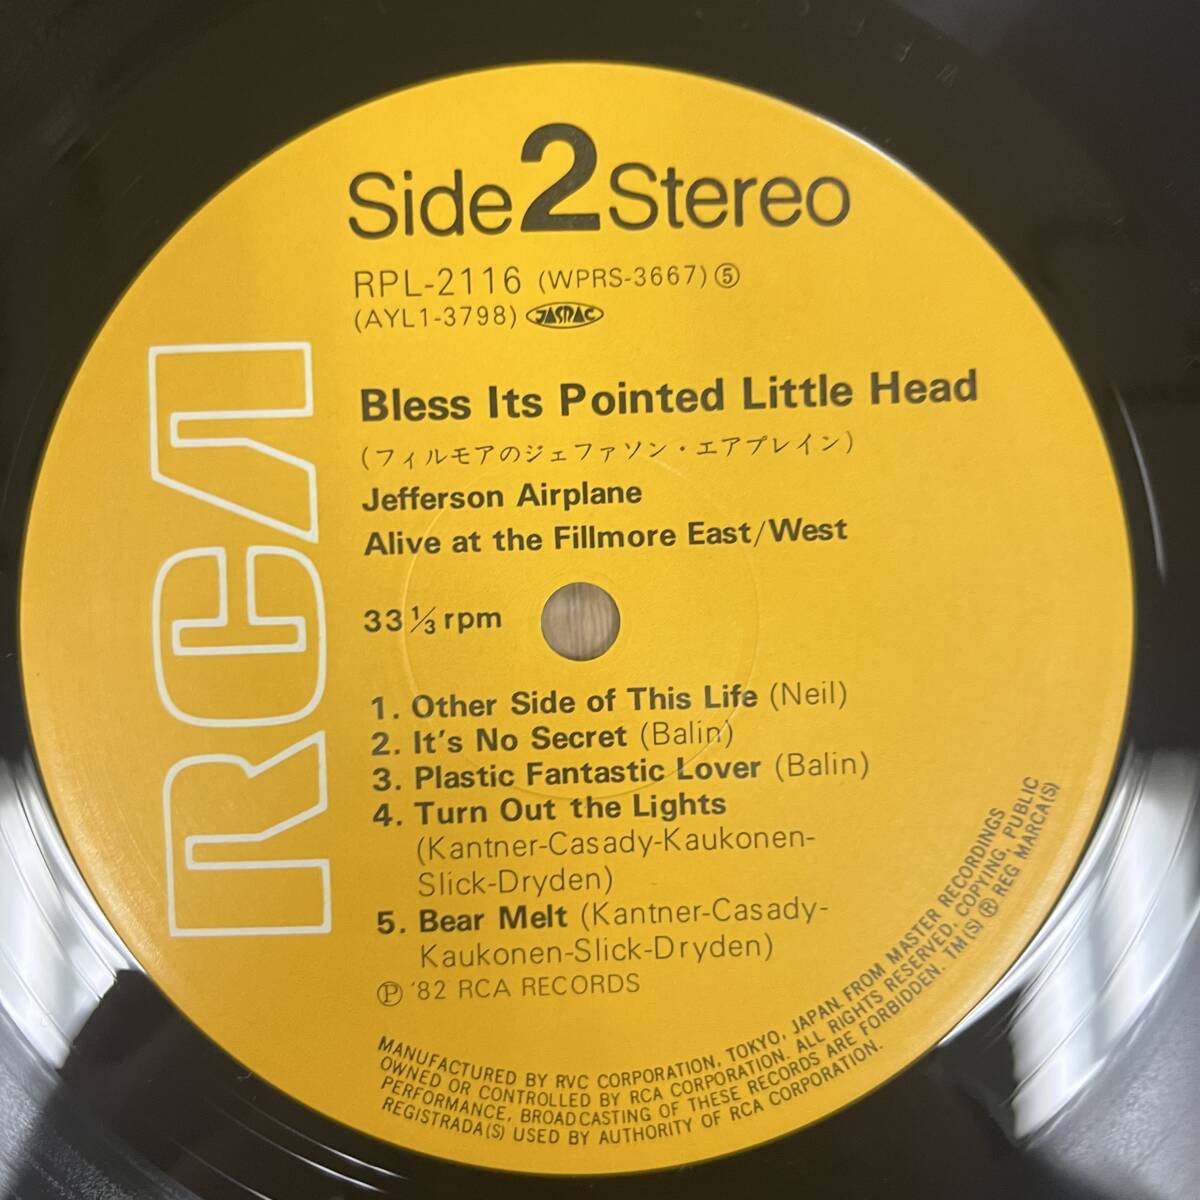 Side 2 Stereo
RPL-2116 (WPRS-3667) ⑤
(AYL1-3798) JASRAC
Bless Its Pointed Little Head
(フィルモアのジェファソン・エアプレイン)
Jefferson Airplane
Alive at the Fillmore East/West
33 ⅓ rpm
1. Other Side of This Life (Neil)
2. It's No Secret (Balin)
3. Plastic Fantastic Lover (Balin)
4. Turn Out the Lights
(Kantner-Casady-Kaukonen-
Slick-Dryden)
5. Bear Melt (Kantner-Casady-
Kaukonen-Slick-Dryden)
Ⓟ '82 RCA RECORDS
RCA
MANUFACTURED BY RVC CORPORATION, TOKYO, JAPAN. FROM MASTER RECORDINGS
OWNED OR CONTROLLED BY RCA CORPORATION. ALL RIGHTS RESERVED, COPYING, PUBLIC
PERFORMANCE, BROADCASTING OF THESE RECORDS ARE FORBIDDEN. TM(S) ® REG MARCA(S)
REGISTRADA(S) USED BY AUTHORITY OF RCA CORPORATION.